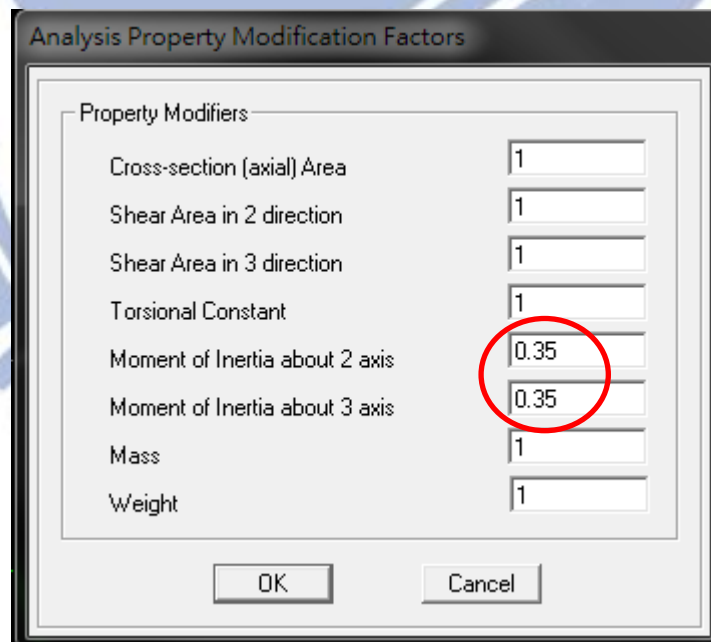 Analysis Property Modification Factors
Property Modifiers
Cross-section (axial) Area 1
Shear Area in 2 direction 1
Shear Area in 3 direction 1
Torsional Constant 1
Moment of Inertia about 2 axis 0.35
Moment of Inertia about 3 axis 0.35
Mass 1
Weight 1
OK Cancel